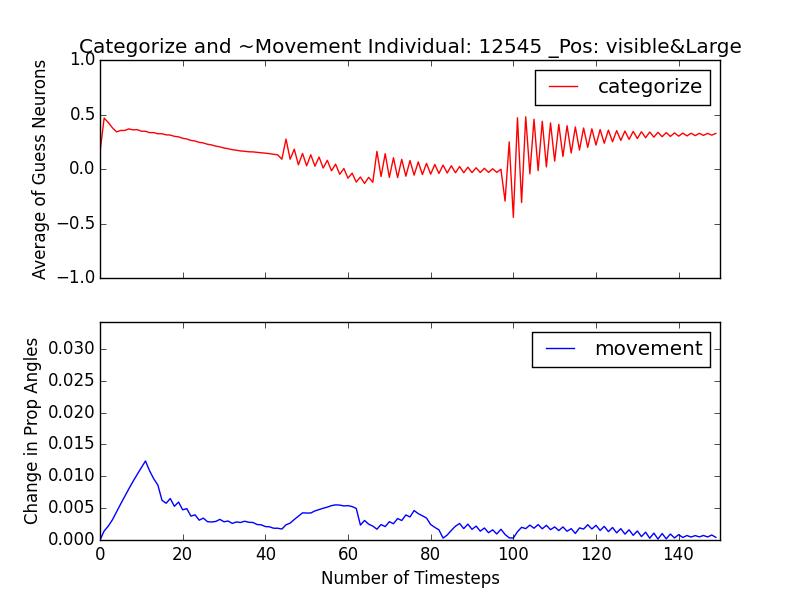 Categorize and ~Movement Individual: 12545 _Pos: visible&Large
1.0
0.5
0.0
−0.5
−1.0
Average of Guess Neurons
categorize
0.030
0.025
0.020
0.015
0.010
0.005
0.000
Change in Prop Angles
movement
0 20 40 60 80 100 120 140
Number of Timesteps